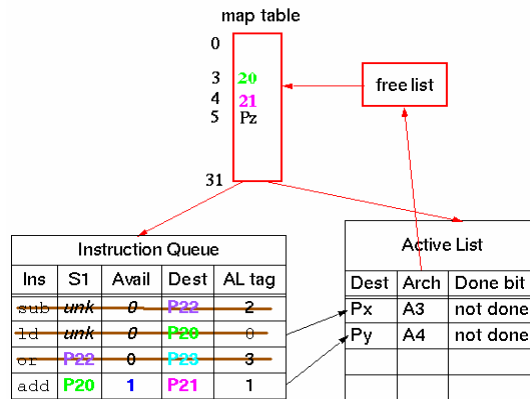 map table
0
3 20
4 21
5 Pz
free list
31
Instruction Queue
Ins S1 Avail Dest AL tag
sub unk 0 P22 2
ld unk 0 P20 0
or P22 0 P23 3
add P20 1 P21 1
Active List
Dest Arch Done bit
Px A3 not done
Py A4 not done